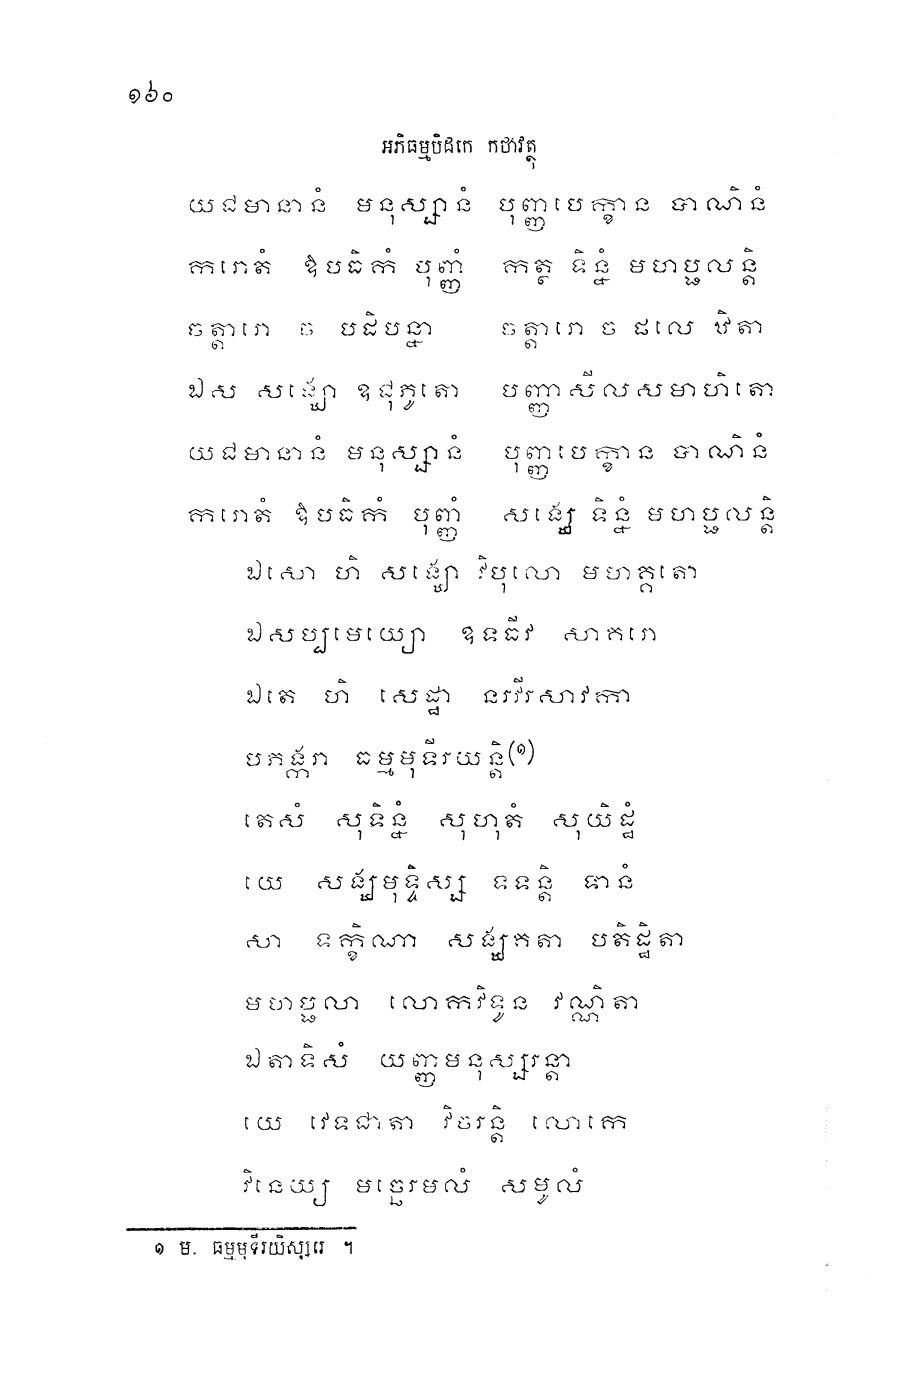 ១៦០
អភិធម្មបិដកេ កថាវត្ថុ
យជមានានំ មនុស្សានំ បុញ្ញបេក្ខាន បាណិនំ
ករោតំ ឱបធិកំ បុញ្ញំ កត្ថ ទិន្នំ មហប្ផលន្តិ
ចត្តារោ ច បដិបន្នា ចត្តារោ ច ផលេ ឋិតា
ឯស សង្ឃោ ឧជុភូតោ បញ្ញាសីលសមាហិតោ
យជមានានំ មនុស្សានំ បុញ្ញបេក្ខាន បាណិនំ
ករោតំ ឱបធិកំ បុញ្ញំ សង្ឃេ ទិន្នំ មហប្ផលន្តិ
ឯសោ ហិ សង្ឃោ វិបុលោ មហគ្គតោ
ឯសប្បមេយ្យោ ឧទធីវ សាគរោ
ឯតេ ហិ សេដ្ឋា នរវីរសាវកា
បភង្ករា ធម្មមុទីរយន្តិ(១)
តេសំ សុទិន្នំ សុហុតំ សុយិដ្ឋំ
យេ សង្ឃមុទ្ទិស្ស ទទន្តិ ទានំ
សា ទក្ខិណា សង្ឃគតា បតិដ្ឋិតា
មហប្ផលា លោកវិទូន វណ្ណិតា
ឯតាទិសំ យញ្ញមនុស្សរន្តា
យេ វេទជាតា វិចរន្តិ លោកេ
វិនេយ្យ មច្ឆេរមលំ សមូលំ
១ ម. ធម្មមុទីរយិស្សរេ ។